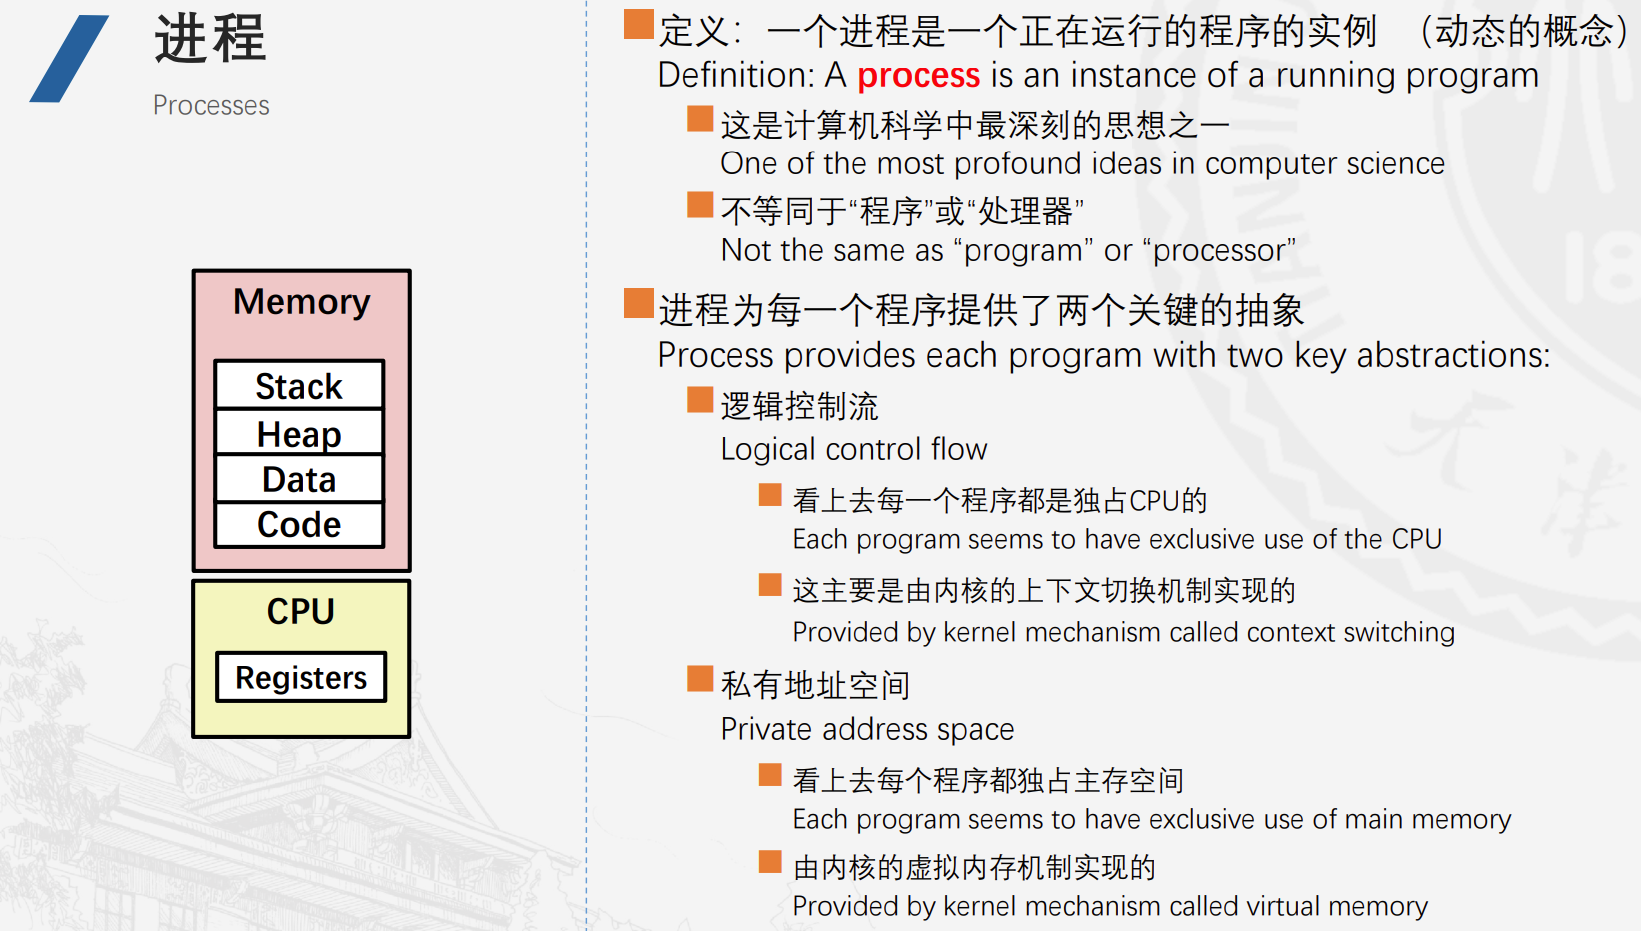 进程
Processes
Memory
Stack
Heap
Data
Code
CPU
Registers
定义：一个进程是一个正在运行的程序的实例 （动态的概念）
Definition: A process is an instance of a running program
这是计算机科学中最深刻的思想之一
One of the most profound ideas in computer science
不等同于“程序”或“处理器”
Not the same as “program” or “processor”
进程为每一个程序提供了两个关键的抽象
Process provides each program with two key abstractions:
逻辑控制流
Logical control flow
看上去每一个程序都是独占CPU的
Each program seems to have exclusive use of the CPU
这主要是由内核的上下文切换机制实现的
Provided by kernel mechanism called context switching
私有地址空间
Private address space
看上去每个程序都独占主存空间
Each program seems to have exclusive use of main memory
由内核的虚拟内存机制实现的
Provided by kernel mechanism called virtual memory